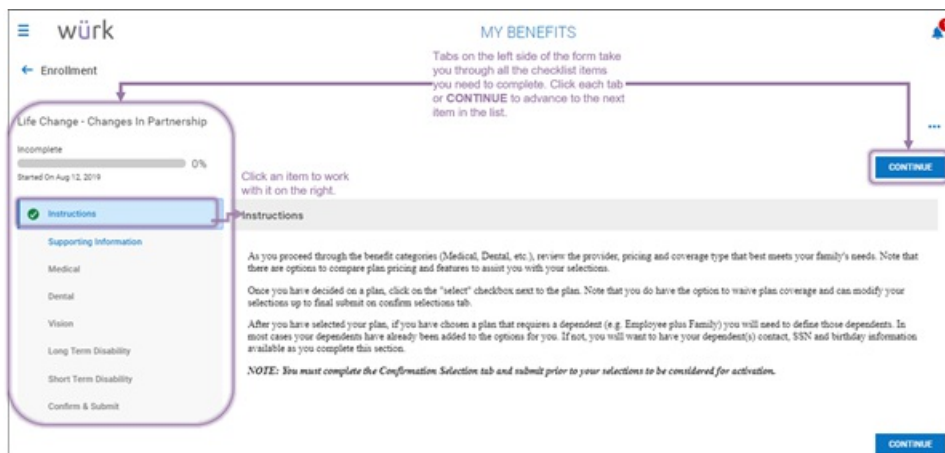 würk
MY BENEFITS
Enrollment
Tabs on the left side of the form take
you through all the checklist items
you need to complete. Click each tab
or CONTINUE to advance to the next
item in the list.
Life Change - Changes In Partnership
Incomplete
0%
Started On Aug 12, 2019
CONTINUE
Click an item to work
with it on the right.
Instructions
Supporting Information
Medical
Dental
Vision
Long Term Disability
Short Term Disability
Confirm & Submit
Instructions
As you proceed through the benefit categories (Medical, Dental, etc.), review the provider, pricing and coverage type that best meets your family's needs. Note that
there are options to compare plan pricing and features to assist you with your selections.
Once you have decided on a plan, click on the "select" checkbox next to the plan. Note that you do have the option to waive plan coverage and can modify your
selections up to final submit on confirm selections tab.
After you have selected your plan, if you have chosen a plan that requires a dependent (e.g. Employee plus Family) you will need to define those dependents. In
most cases your dependents have already been added to the options for you. If not, you will want to have your dependent(s) contact, SSN and birthday information
available as you complete this section.
NOTE: You must complete the Confirmation Selection tab and submit prior to your selections to be considered for activation.
CONTINUE